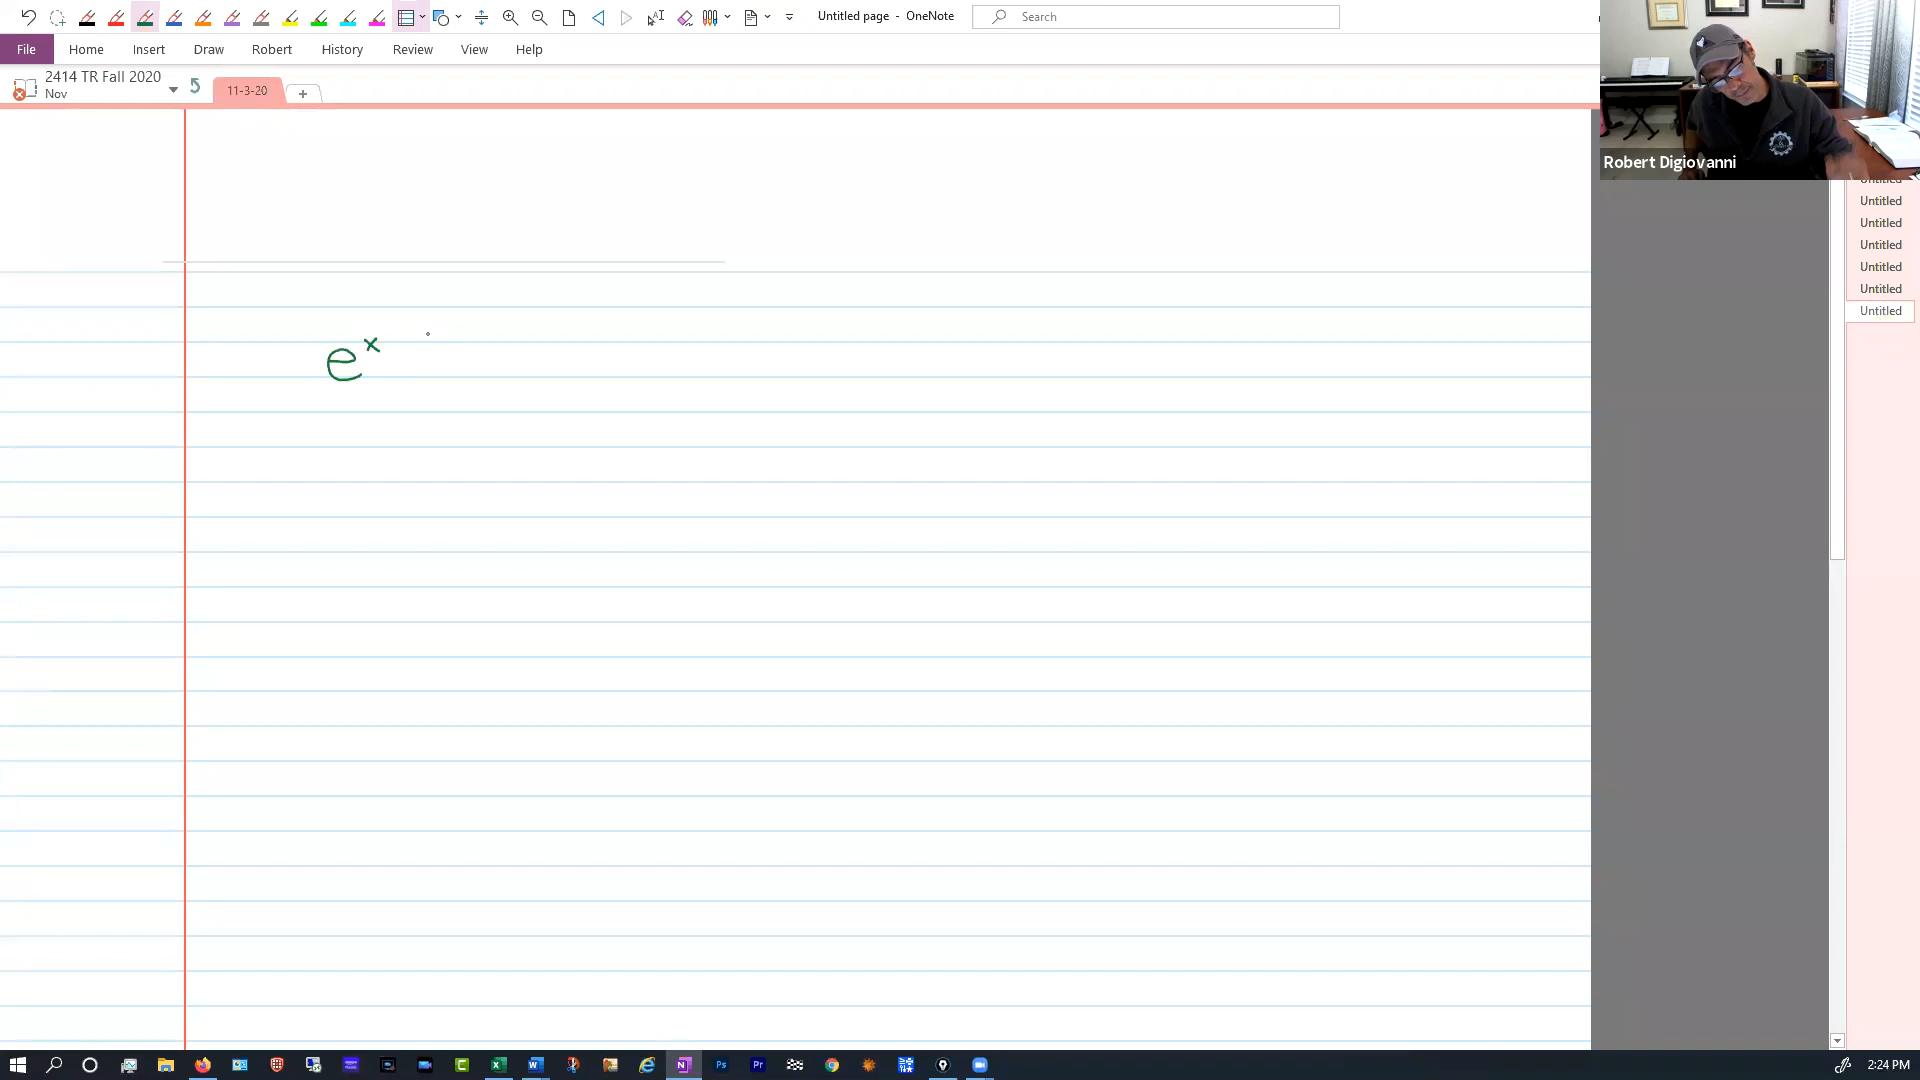 Untitled page - OneNote
Search
File Home Insert Draw Robert History Review View Help
2414 TR Fall 2020
Nov
11-3-20
Robert Digiovanni
Untitled
Untitled
Untitled
Untitled
Untitled
Untitled
Untitled
e^x
2:24 PM